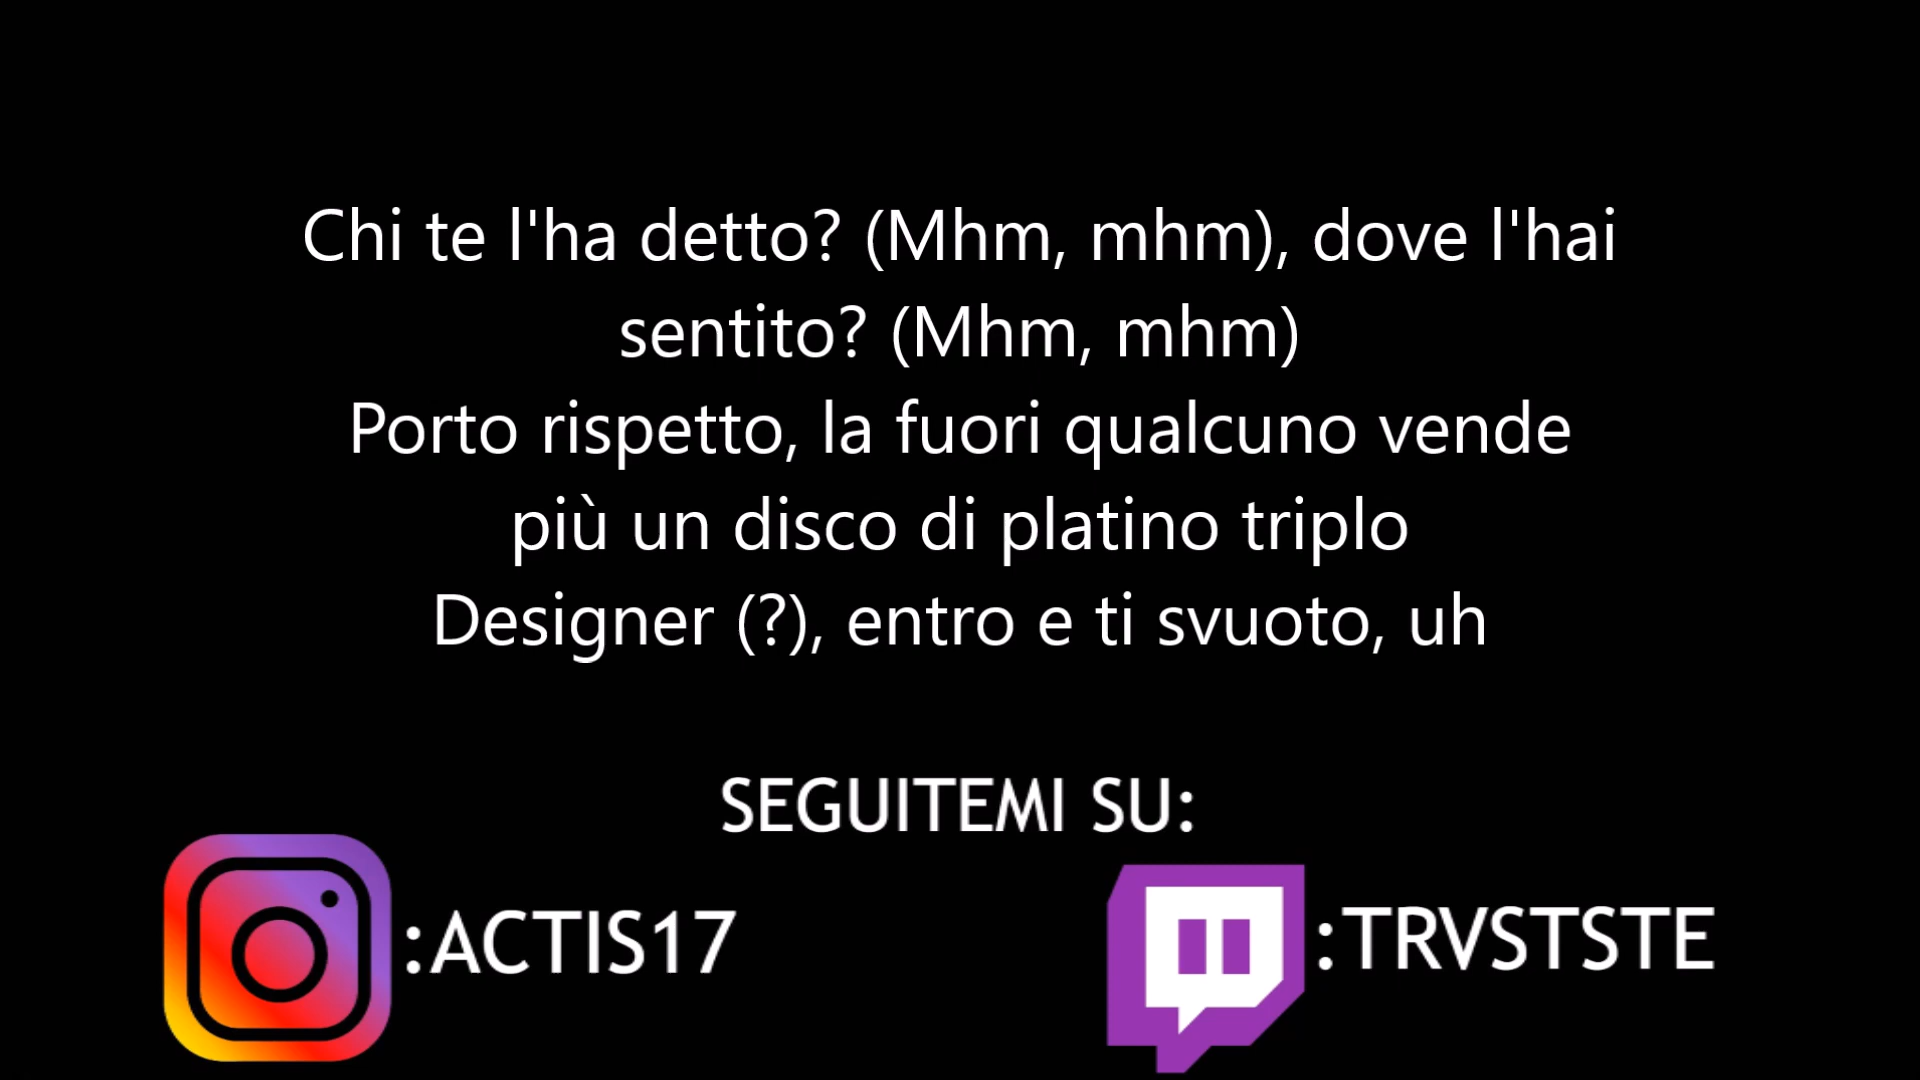 Chi te l'ha detto? (Mhm, mhm), dove l'hai
sentito? (Mhm, mhm)
Porto rispetto, la fuori qualcuno vende
più un disco di platino triplo
Designer (?), entro e ti svuoto, uh
SEGUITEMI SU:
:ACTIS17
:TRVSTSTE